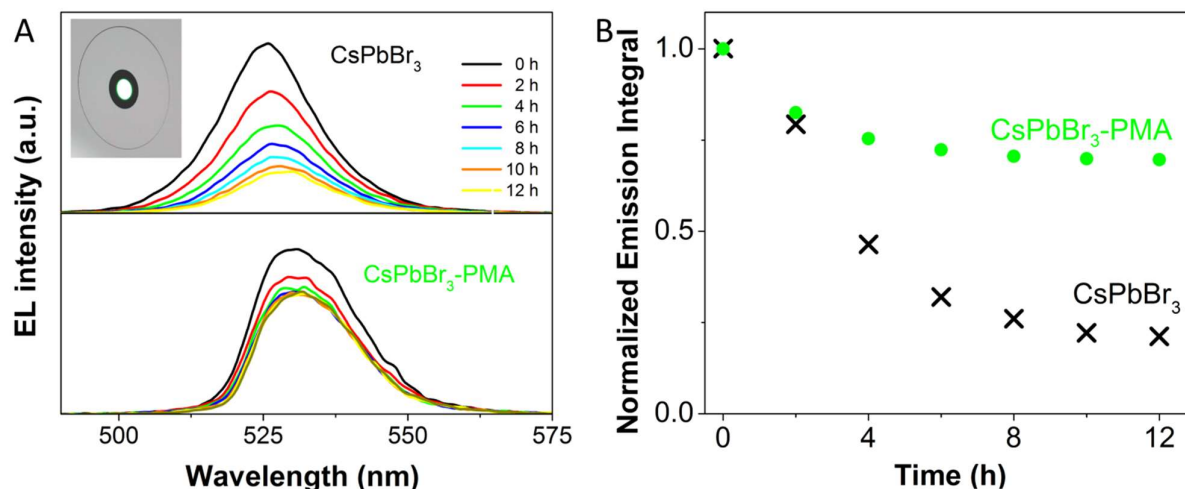 A
EL intensity (a.u.)
CsPbBr₃
0 h
2 h
4 h
6 h
8 h
10 h
12 h
CsPbBr₃-PMA
500
525
550
575
Wavelength (nm)
B
Normalized Emission Integral
1.0
0.5
0.0
CsPbBr₃-PMA
CsPbBr₃
0
4
8
12
Time (h)